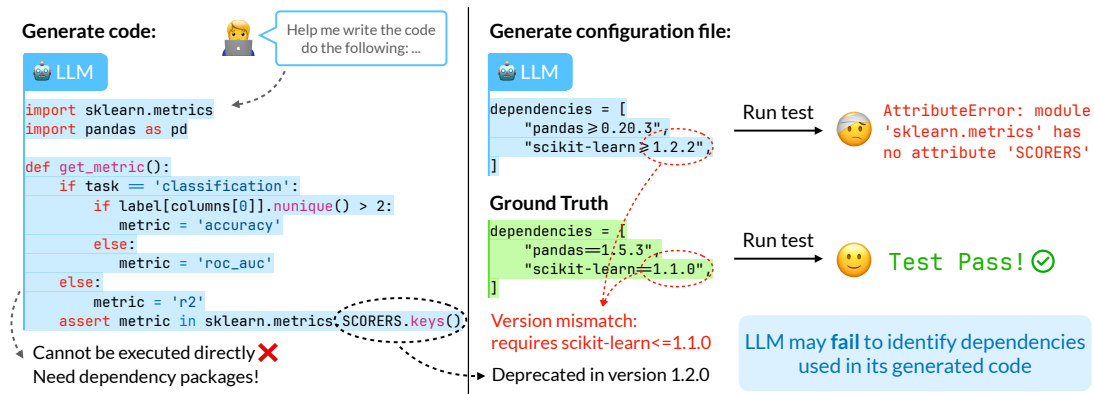 Generate code:
Help me write the code
do the following: ...
LLM
import sklearn.metrics
import pandas as pd
def get_metric():
if task == 'classification':
if label[columns[0]].nunique() > 2:
metric = 'accuracy'
else:
metric = 'roc_auc'
else:
metric = 'r2'
assert metric in sklearn.metrics.SCORERS.keys()
Cannot be executed directly
Need dependency packages!
Generate configuration file:
LLM
dependencies = [
"pandas>=0.20.3",
"scikit-learn>=1.2.2",
]
Run test
AttributeError: module
'sklearn.metrics' has
no attribute 'SCORERS'
Ground Truth
dependencies = [
"pandas==1.5.3",
"scikit-learn==1.1.0",
]
Run test
Test Pass!
Version mismatch:
requires scikit-learn<=1.1.0
Deprecated in version 1.2.0
LLM may fail to identify dependencies
used in its generated code